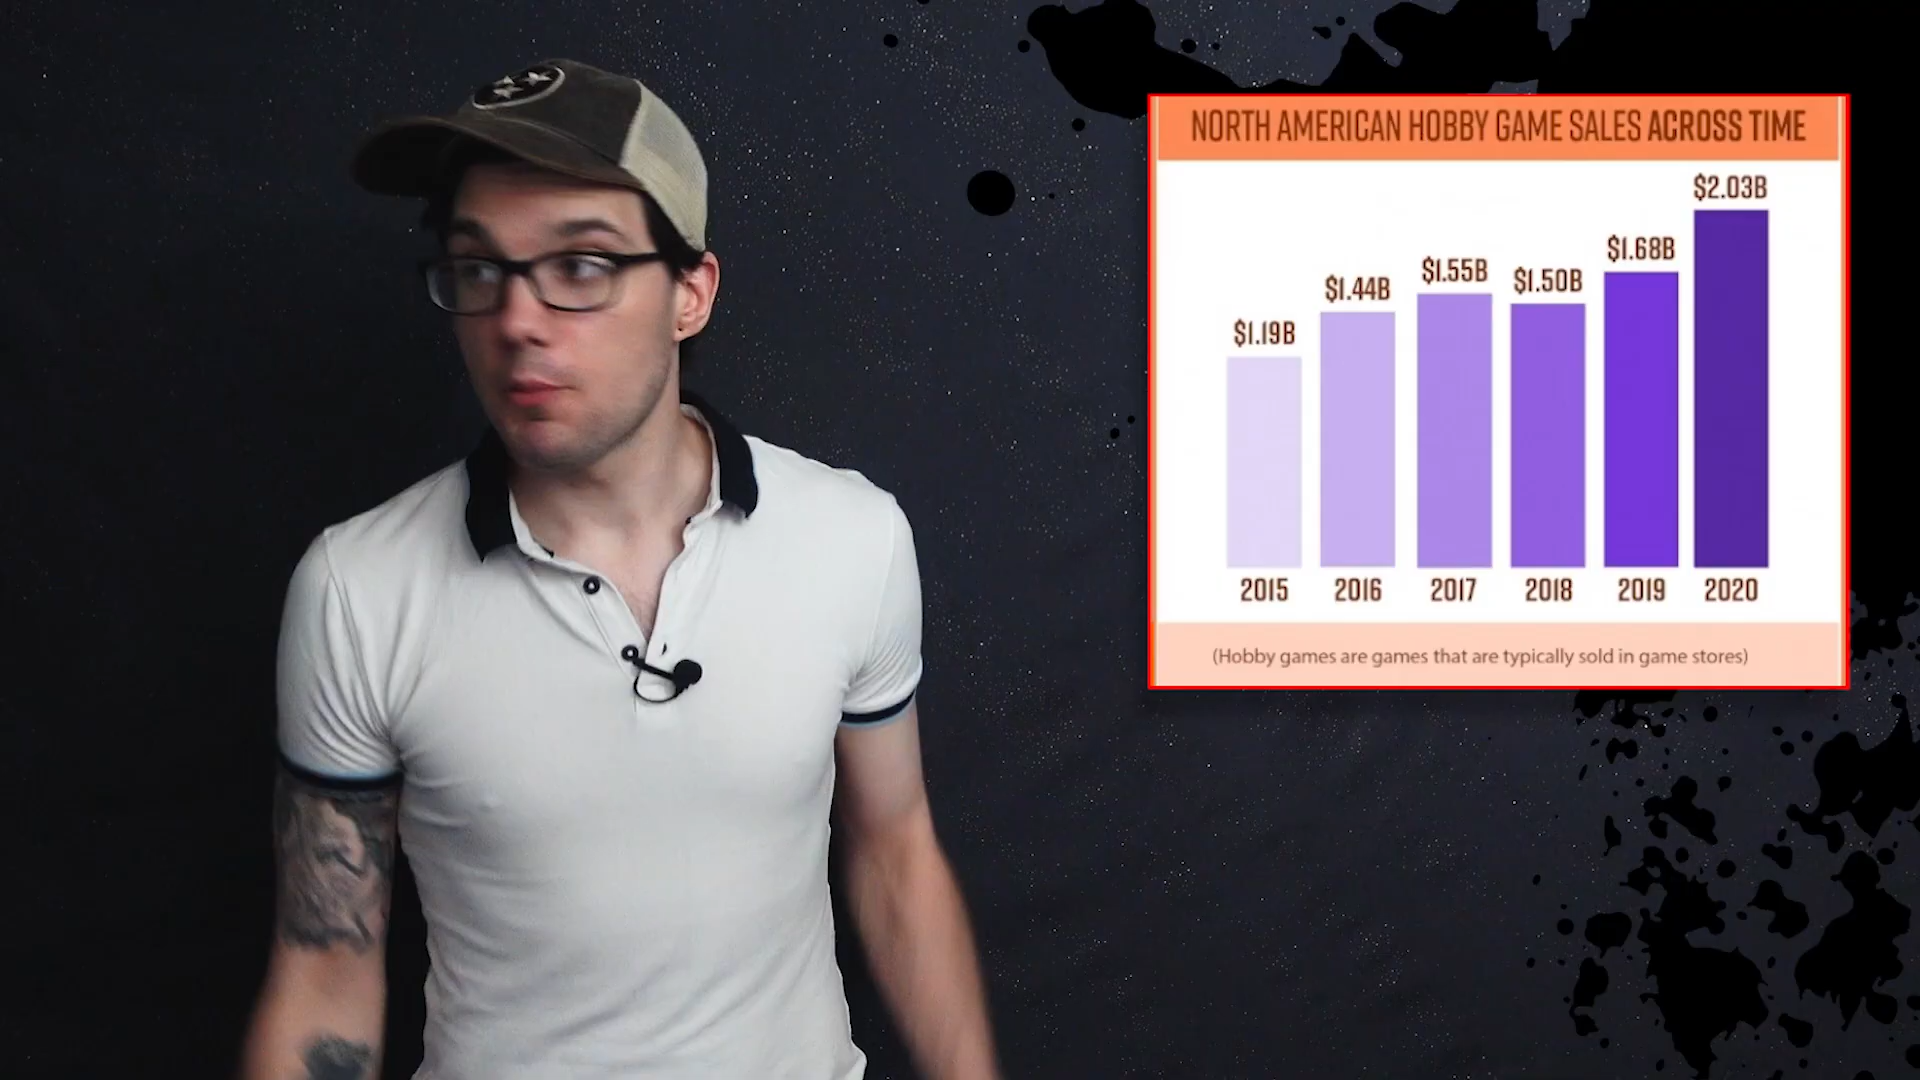 NORTH AMERICAN HOBBY GAME SALES ACROSS TIME
$2.03B
$1.68B
$1.55B
$1.50B
$1.44B
$1.19B
2015 2016 2017 2018 2019 2020
(Hobby games are games that are typically sold in game stores)